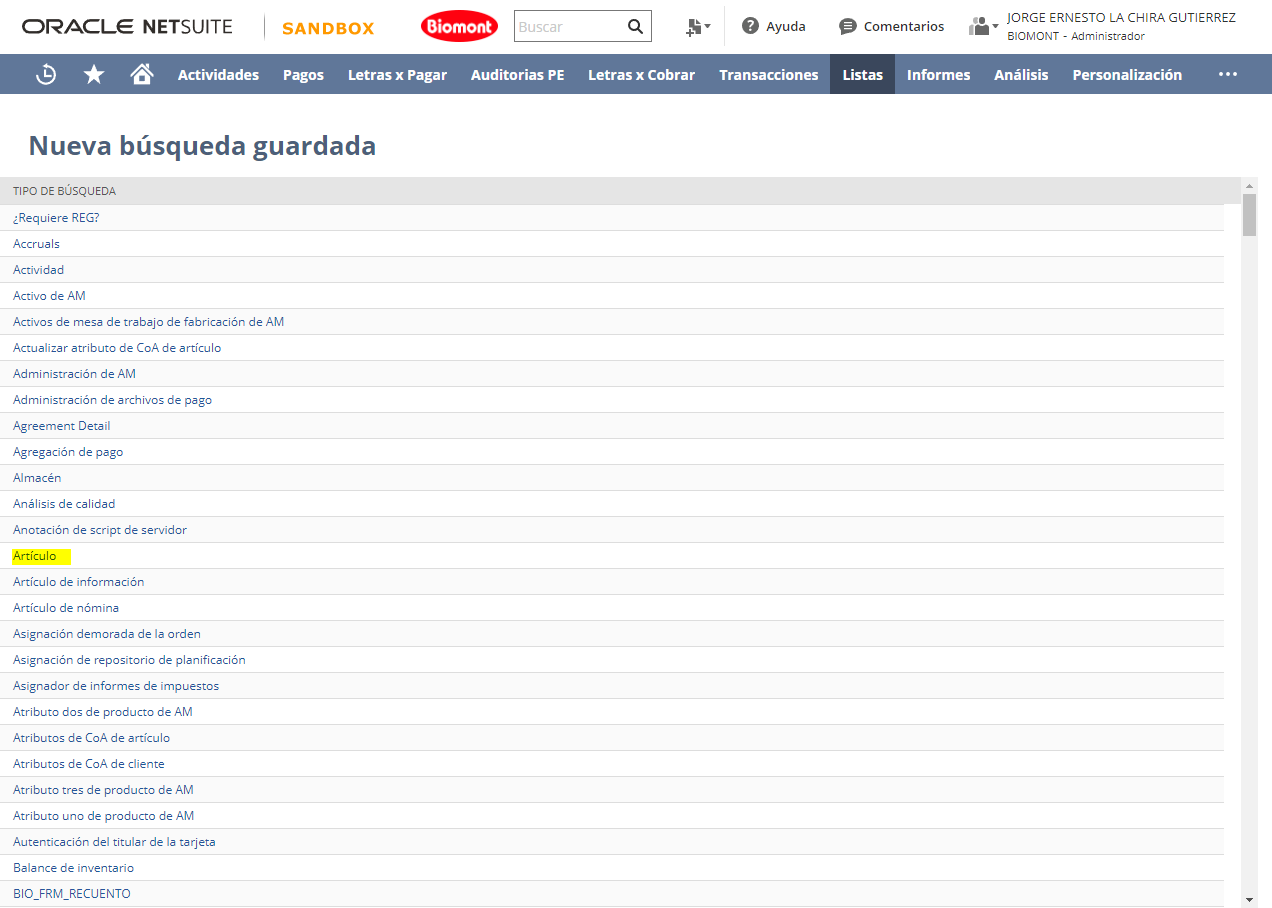 ORACLE NETSUITE SANDBOX Biomont Buscar Ayuda Comentarios JORGE ERNESTO LA CHIRA GUTIERREZ
BIOMONT - Administrador
Actividades Pagos Letras x Pagar Auditorias PE Letras x Cobrar Transacciones Listas Informes Análisis Personalización
Nueva búsqueda guardada
TIPO DE BÚSQUEDA
¿Requiere REG?
Accruals
Actividad
Activo de AM
Activos de mesa de trabajo de fabricación de AM
Actualizar atributo de CoA de artículo
Administración de AM
Administración de archivos de pago
Agreement Detail
Agregación de pago
Almacén
Análisis de calidad
Anotación de script de servidor
Artículo
Artículo de información
Artículo de nómina
Asignación demorada de la orden
Asignación de repositorio de planificación
Asignador de informes de impuestos
Atributo dos de producto de AM
Atributos de CoA de artículo
Atributos de CoA de cliente
Atributo tres de producto de AM
Atributo uno de producto de AM
Autenticación del titular de la tarjeta
Balance de inventario
BIO_FRM_RECUENTO